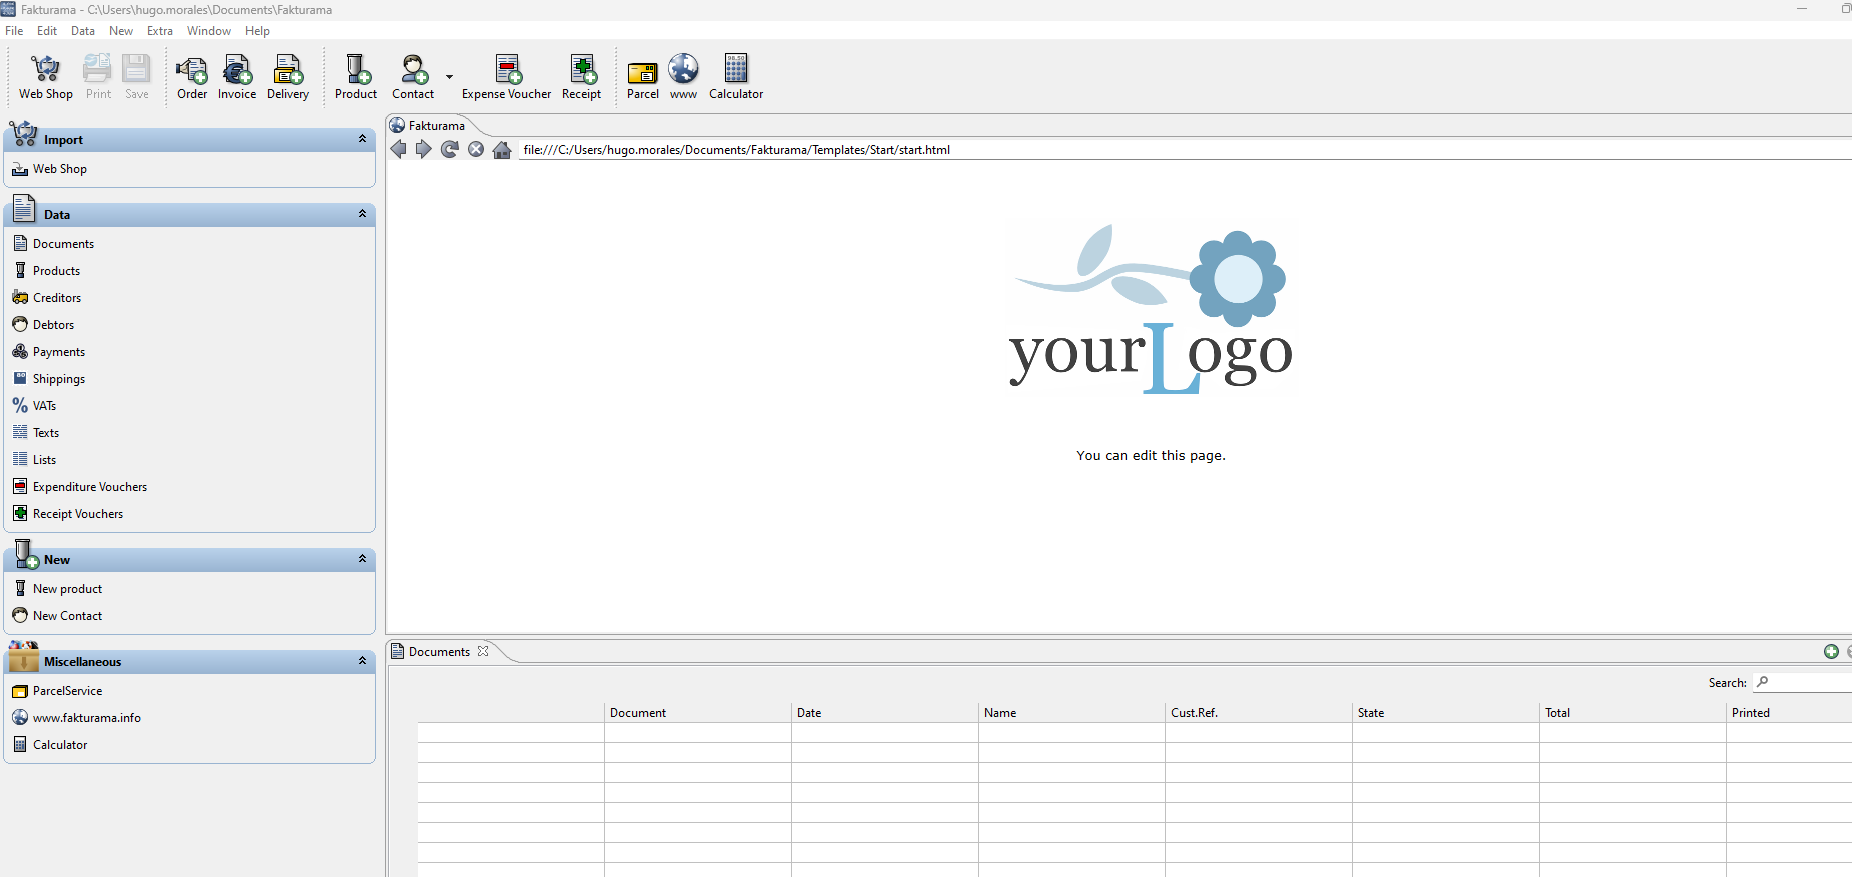 Fakturama - C:\Users\hugo.morales\Documents\Fakturama
File Edit Data New Extra Window Help
96.50
Web Shop Print Save Order Invoice Delivery Product Contact Expense Voucher Receipt Parcel www Calculator
Import
Web Shop
Data
Documents
Products
Creditors
Debtors
Payments
Shippings
VATs
Texts
Lists
Expenditure Vouchers
Receipt Vouchers
New
New product
New Contact
Miscellaneous
ParcelService
www.fakturama.info
Calculator
Fakturama
file:///C:/Users/hugo.morales/Documents/Fakturama/Templates/Start/start.html
yourLogo
You can edit this page.
Documents
Search:
Document Date Name Cust.Ref. State Total Printed